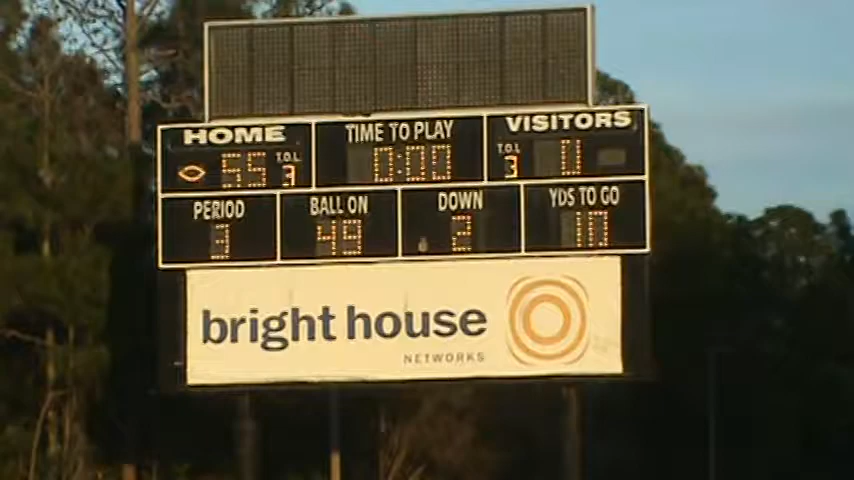 HOME TIME TO PLAY VISITORS
55 T.O.L 3 0:00 T.O.L 3 0
PERIOD BALL ON DOWN YDS TO GO
3 49 2 10
bright house
NETWORKS